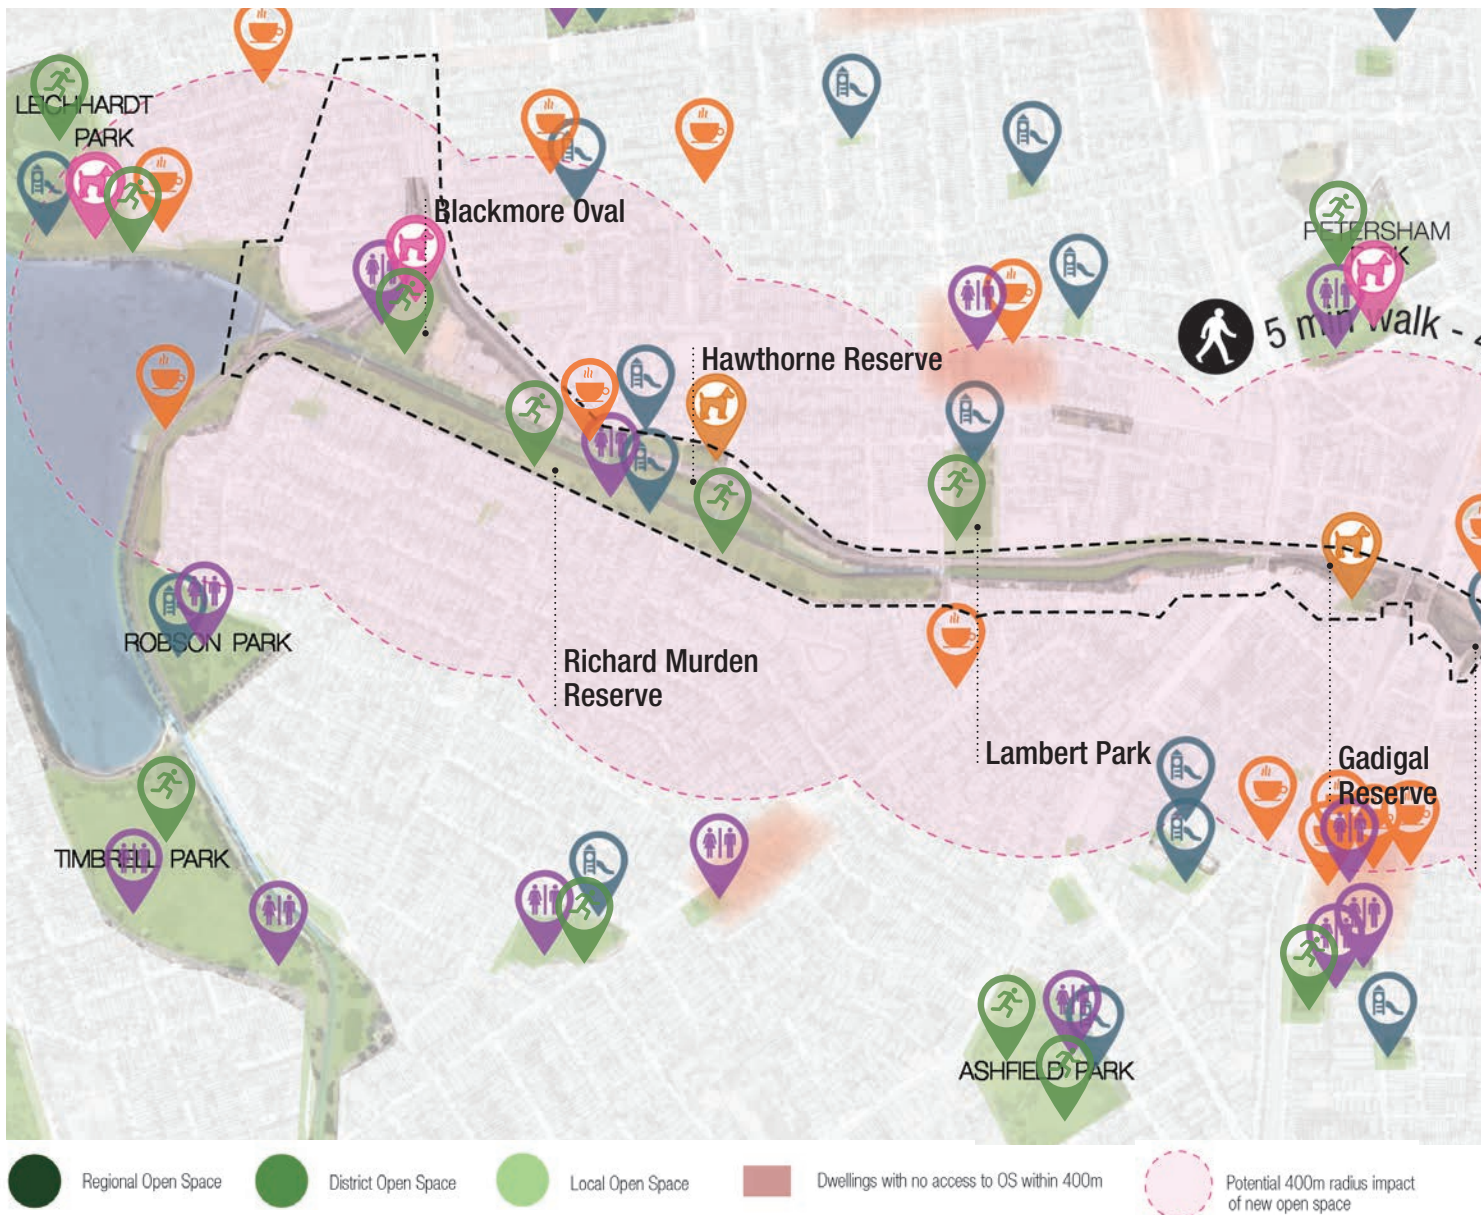 LEICHHARDT
PARK
Blackmore Oval
PETERSHAM
5 min walk -
Hawthorne Reserve
ROBSON PARK
Richard Murden
Reserve
Lambert Park
Gadigal
Reserve
TIMBRELL PARK
ASHFIELD PARK
Regional Open Space
District Open Space
Local Open Space
Dwellings with no access to OS within 400m
Potential 400m radius impact
of new open space